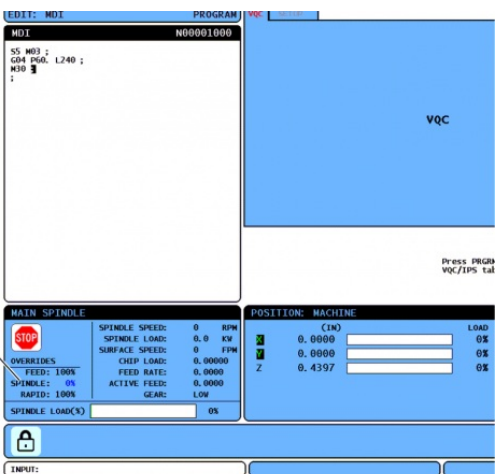 EDIT: MDI PROGRAM
MDI N00001000
S5 M03 ;
G04 P60. L240 ;
M30 ;
;
VQC SETUP
VQC
Press PRGRM
VQC/IPS tab
MAIN SPINDLE
STOP
SPINDLE SPEED: 0 RPM
SPINDLE LOAD: 0.0 KW
SURFACE SPEED: 0 FPM
OVERRIDES CHIP LOAD: 0.00000
FEED: 100% FEED RATE: 0.0000
SPINDLE: 0% ACTIVE FEED: 0.0000
RAPID: 100% GEAR: LOW
SPINDLE LOAD(%) 0%
POSITION: MACHINE
(IN) LOAD
X 0.0000 0%
Y 0.0000 0%
Z 0.4397 0%
INPUT: